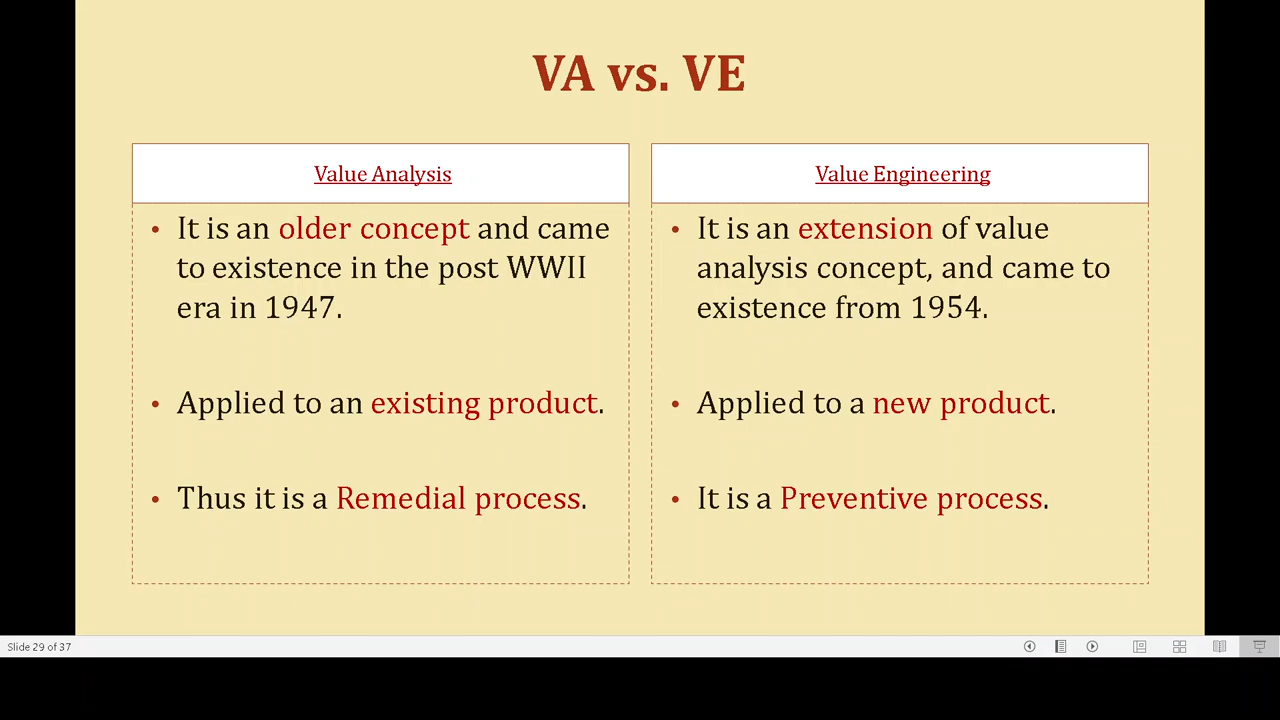 VA vs. VE
Value Analysis
• It is an older concept and came
to existence in the post WWII
era in 1947.
• Applied to an existing product.
• Thus it is a Remedial process.
Value Engineering
• It is an extension of value
analysis concept, and came to
existence from 1954.
• Applied to a new product.
• It is a Preventive process.
Slide 29 of 37